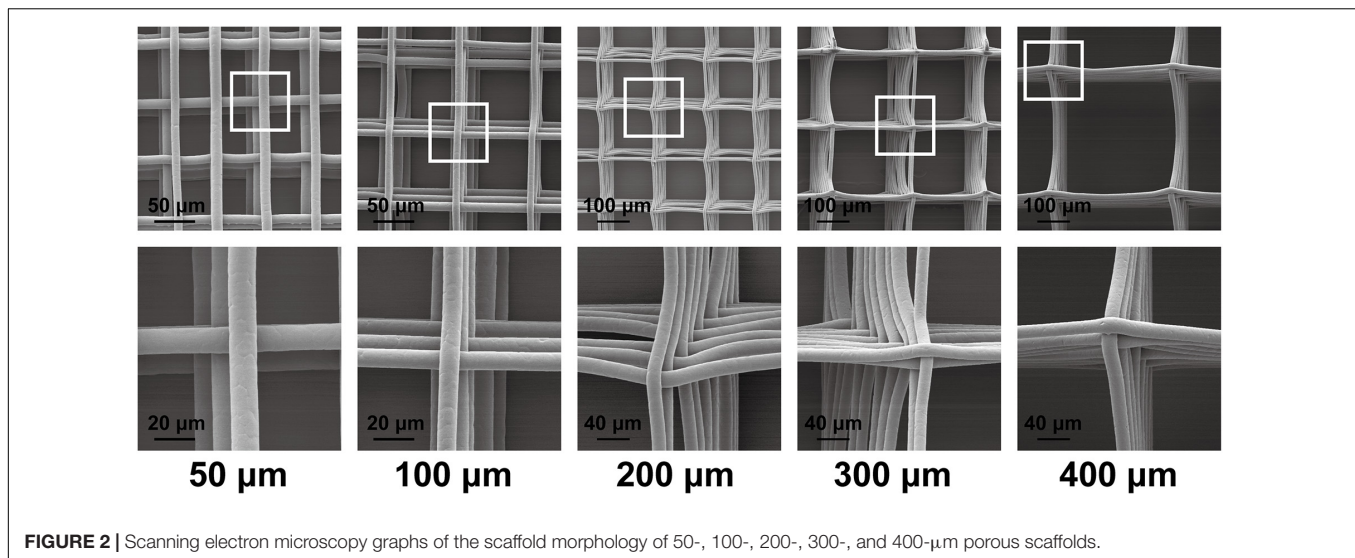 50 μm
50 μm
100 μm
100 μm
100 μm
20 μm
20 μm
40 μm
40 μm
40 μm
50 μm
100 μm
200 μm
300 μm
400 μm
FIGURE 2 | Scanning electron microscopy graphs of the scaffold morphology of 50-, 100-, 200-, 300-, and 400-μm porous scaffolds.